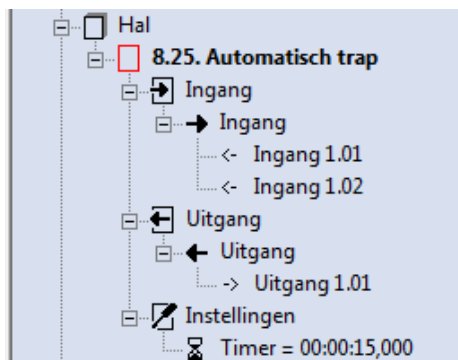 Hal
8.25. Automatisch trap
Ingang
Ingang
<- Ingang 1.01
<- Ingang 1.02
Uitgang
Uitgang
-> Uitgang 1.01
Instellingen
Timer = 00:00:15,000